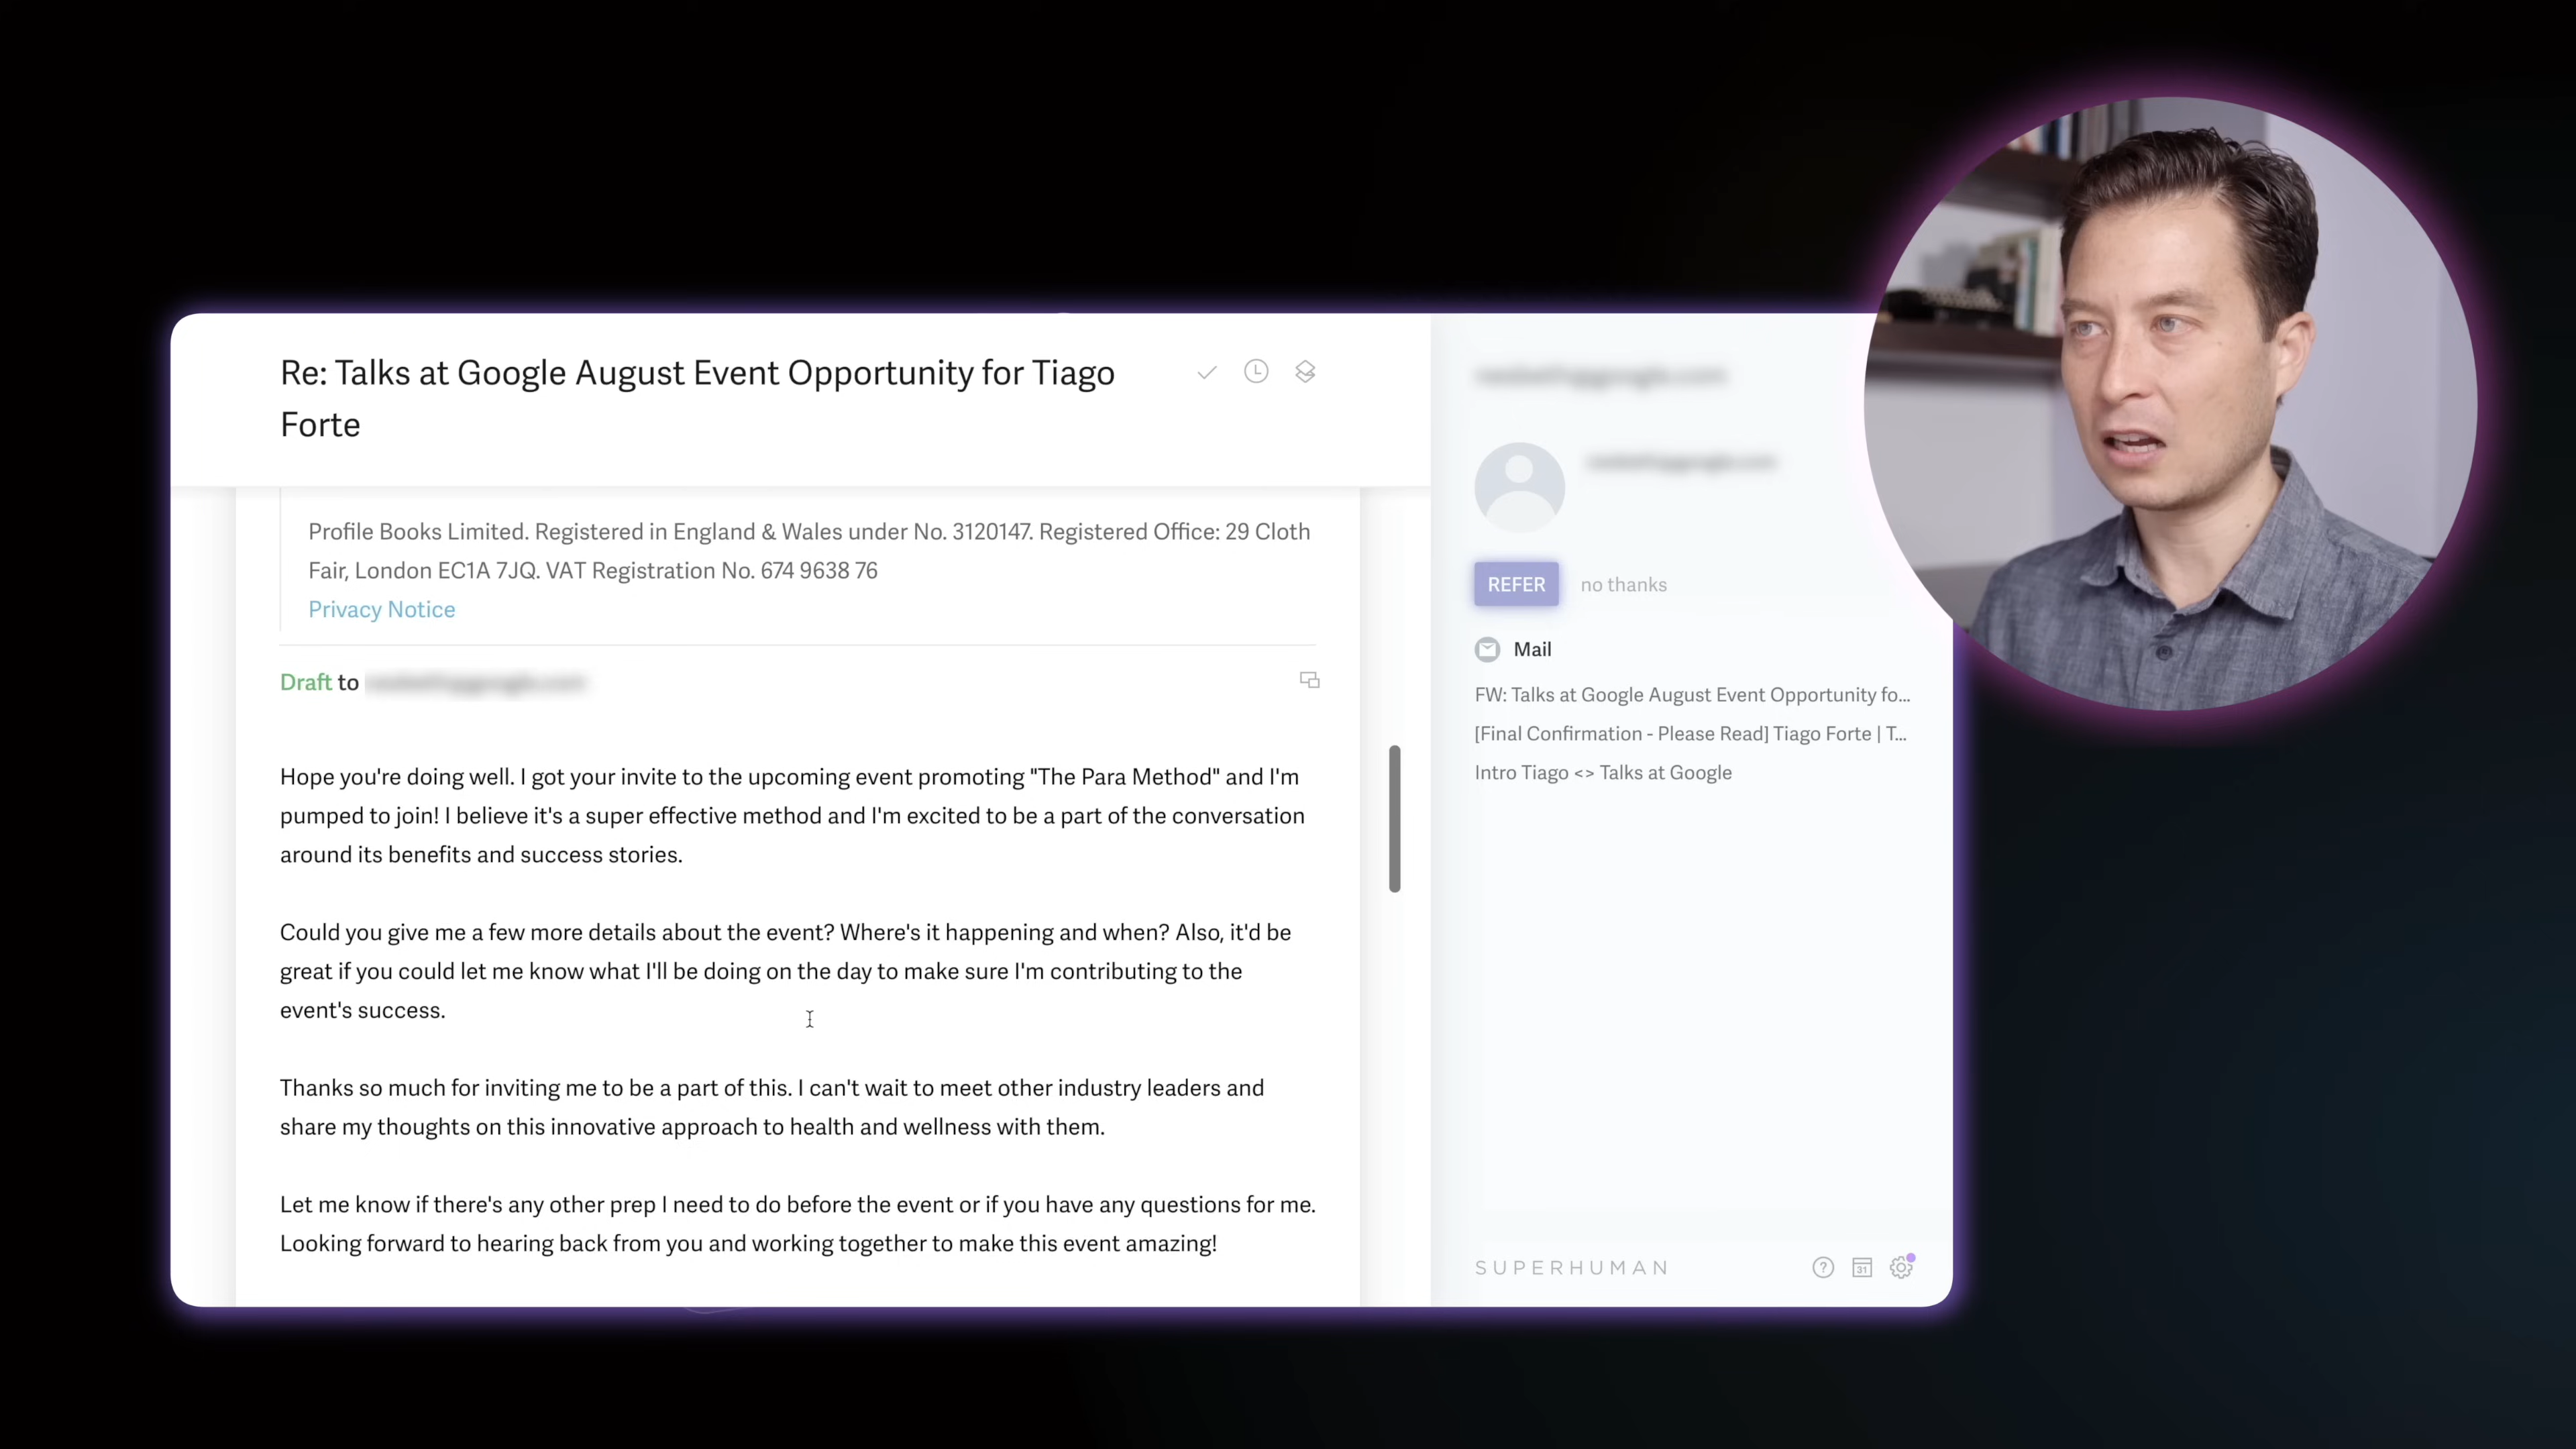 Re: Talks at Google August Event Opportunity for Tiago
Forte
Profile Books Limited. Registered in England & Wales under No. 3120147. Registered Office: 29 Cloth
Fair, London EC1A 7JQ. VAT Registration No. 674 9638 76
Privacy Notice
Draft to
Hope you're doing well. I got your invite to the upcoming event promoting "The Para Method" and I'm
pumped to join! I believe it's a super effective method and I'm excited to be a part of the conversation
around its benefits and success stories.
Could you give me a few more details about the event? Where's it happening and when? Also, it'd be
great if you could let me know what I'll be doing on the day to make sure I'm contributing to the
event's success.
Thanks so much for inviting me to be a part of this. I can't wait to meet other industry leaders and
share my thoughts on this innovative approach to health and wellness with them.
Let me know if there's any other prep I need to do before the event or if you have any questions for me.
Looking forward to hearing back from you and working together to make this event amazing!
REFER no thanks
Mail
FW: Talks at Google August Event Opportunity fo...
[Final Confirmation - Please Read] Tiago Forte | T...
Intro Tiago <> Talks at Google
SUPERHUMAN
? 31